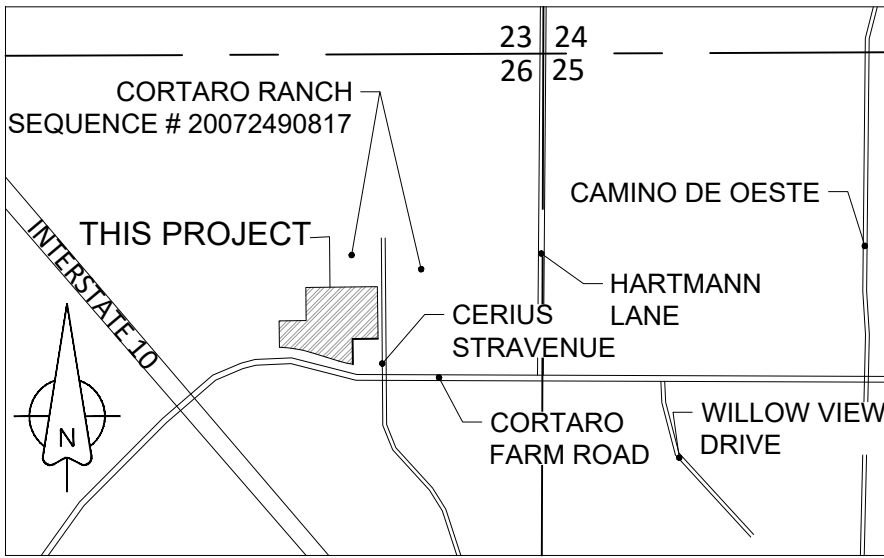 23 24
26 25
CORTARO RANCH
SEQUENCE # 20072490817
CAMINO DE OESTE
THIS PROJECT
INTERSTATE 10
HARTMANN
LANE
CERIUS
STRAVENUE
CORTARO
FARM ROAD
WILLOW VIEW
DRIVE
N